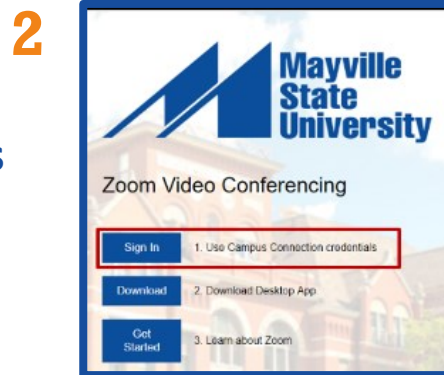 2
s
Mayville
State
University
Zoom Video Conferencing
Sign In 1. Use Campus Connection credentials
Download 2. Download Desktop App
Get
Started 3. Learn about Zoom